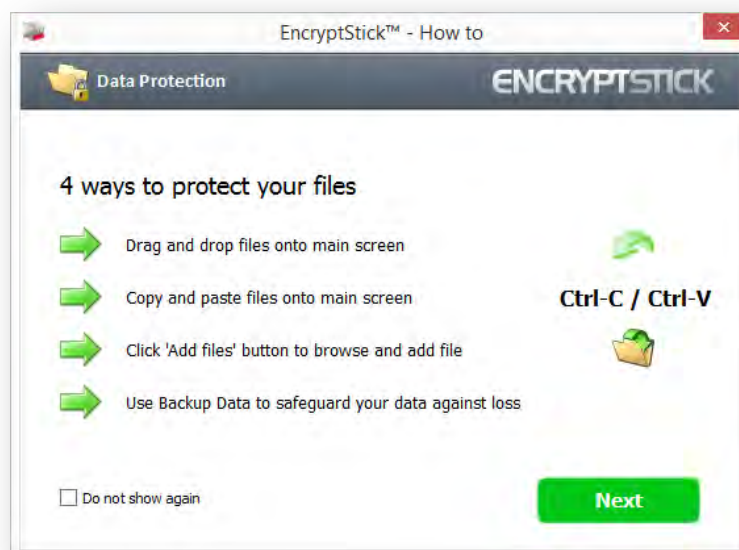 EncryptStick™ - How to
Data Protection
ENCRYPTSTICK
4 ways to protect your files
Drag and drop files onto main screen
Copy and paste files onto main screen
Ctrl-C / Ctrl-V
Click 'Add files' button to browse and add file
Use Backup Data to safeguard your data against loss
Do not show again
Next